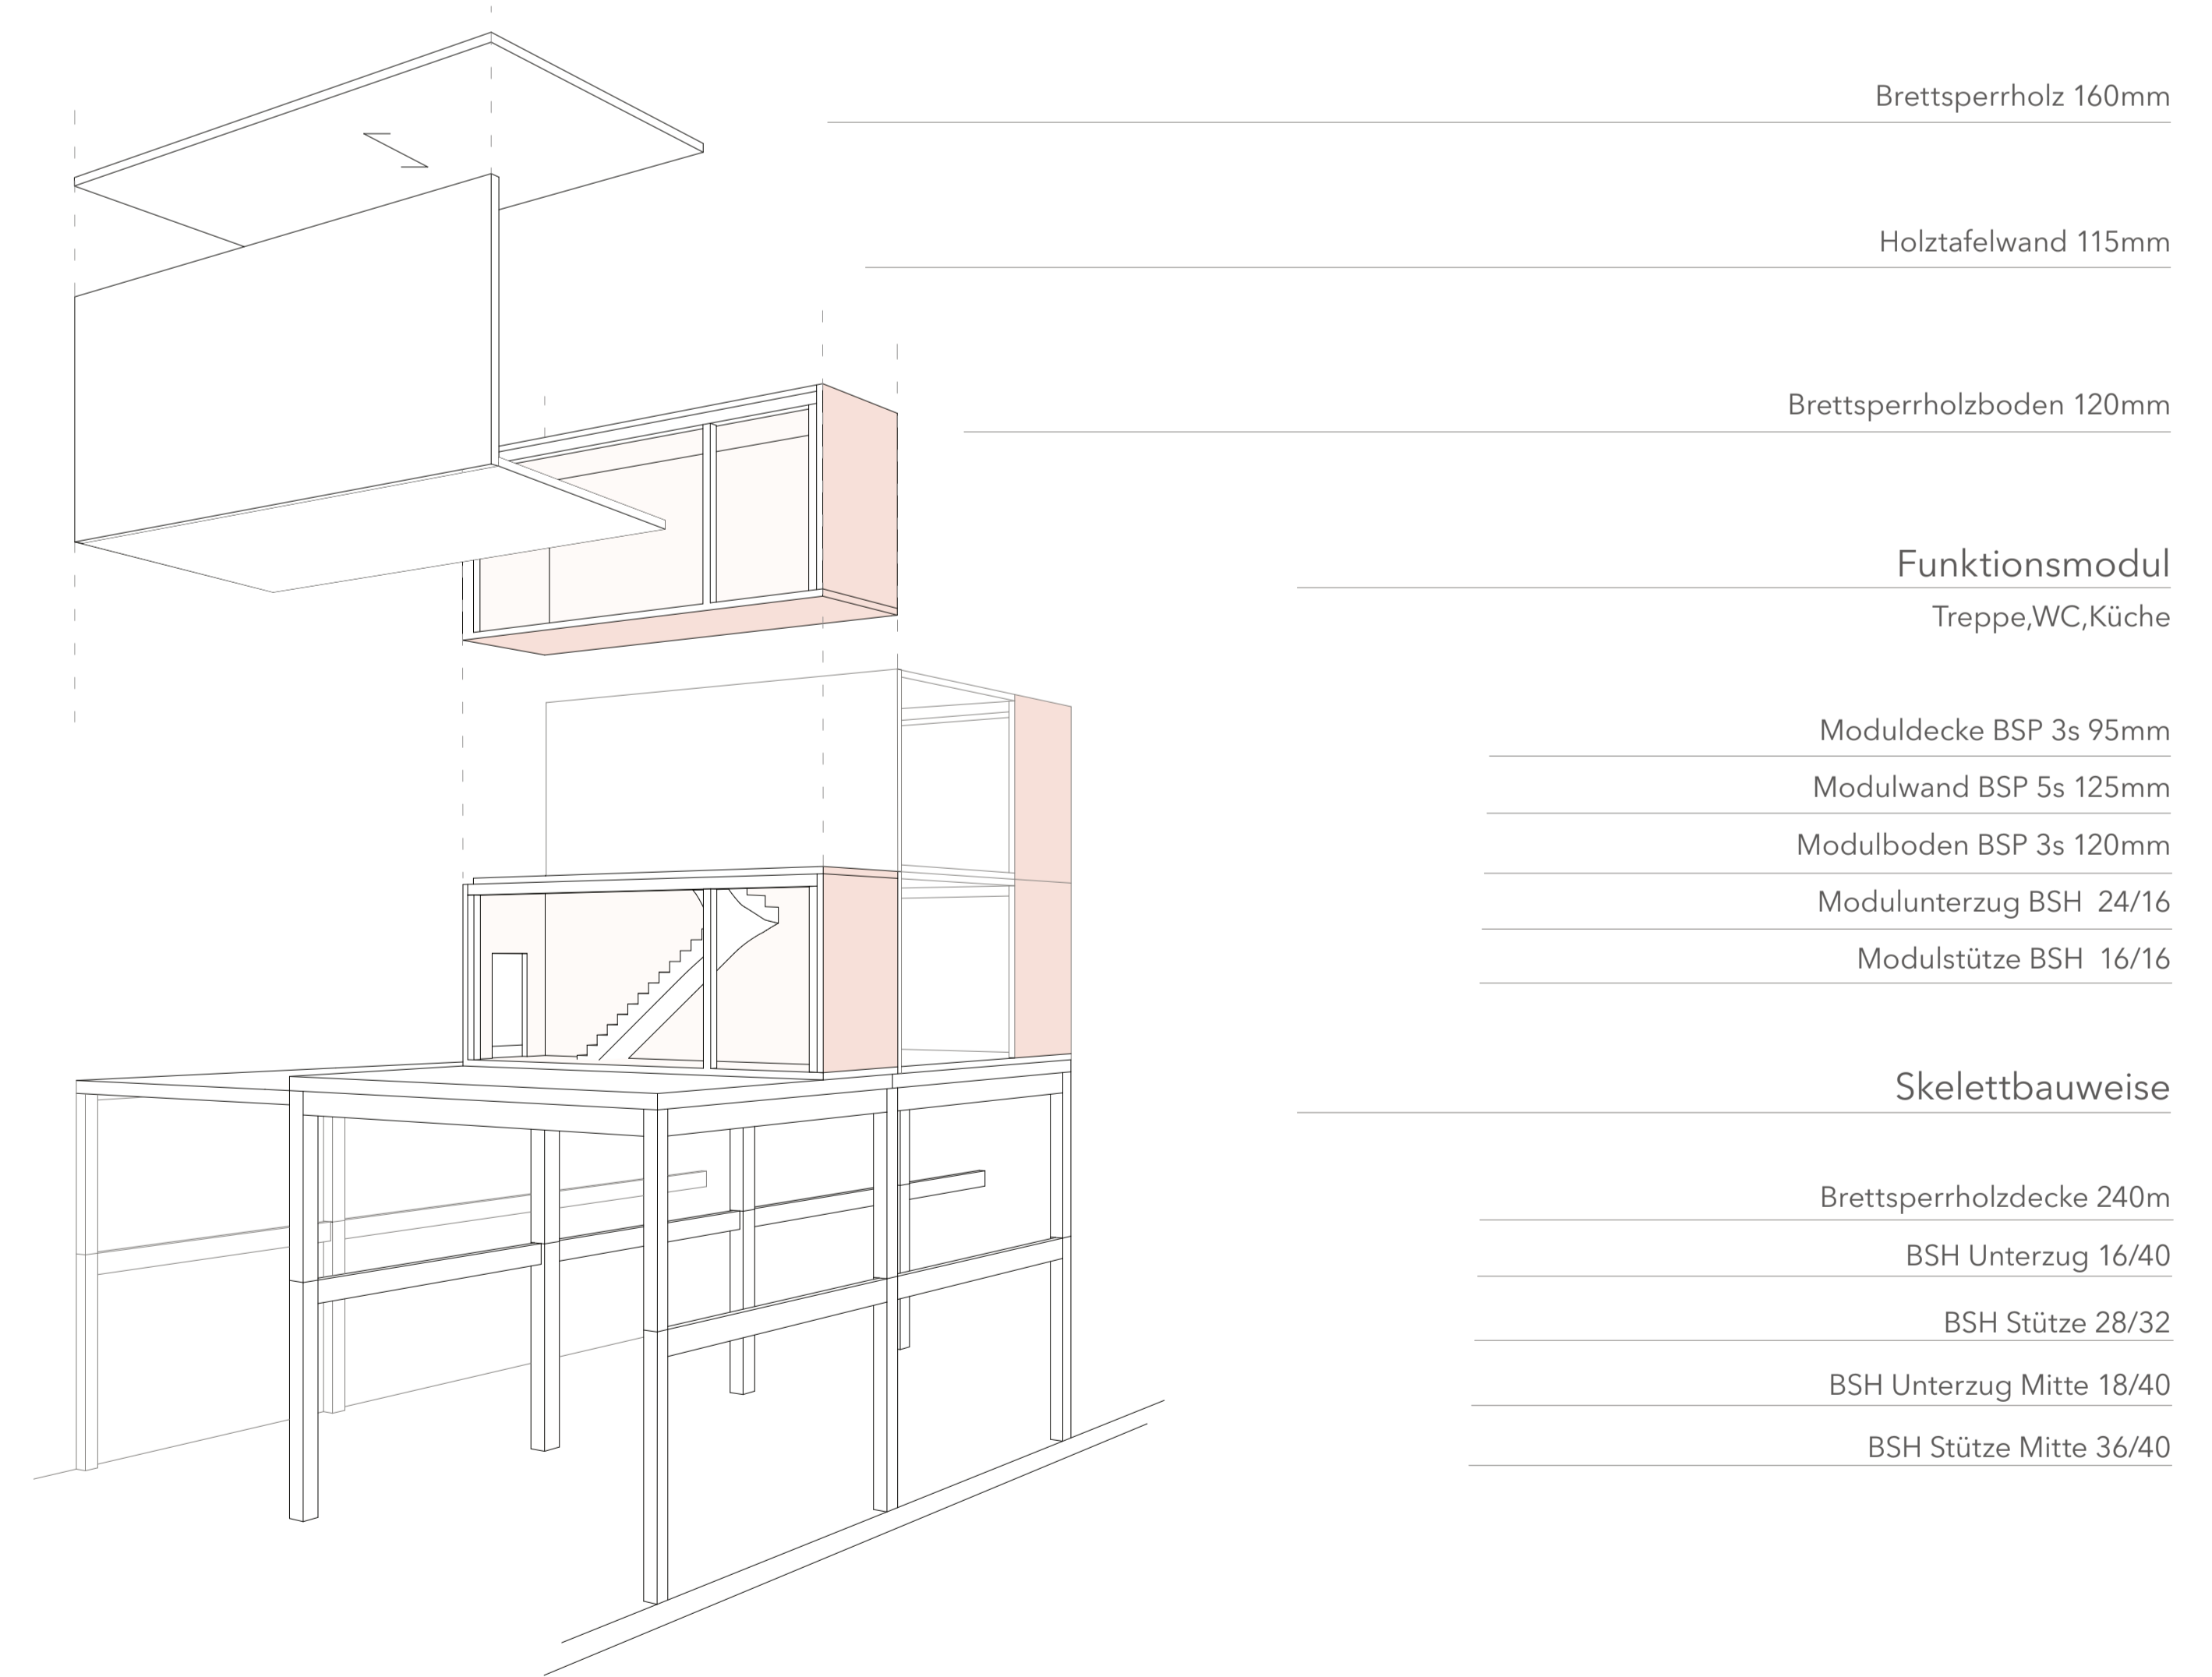 Brettsperrholz 160mm
Holztafelwand 115mm
Brettsperrholzboden 120mm
Funktionsmodul
Treppe,WC,Küche
Moduldecke BSP 3s 95mm
Modulwand BSP 5s 125mm
Modulboden BSP 3s 120mm
Modulunterzug BSH 24/16
Modulstütze BSH 16/16
Skelettbauweise
Brettsperrholzdecke 240m
BSH Unterzug 16/40
BSH Stütze 28/32
BSH Unterzug Mitte 18/40
BSH Stütze Mitte 36/40